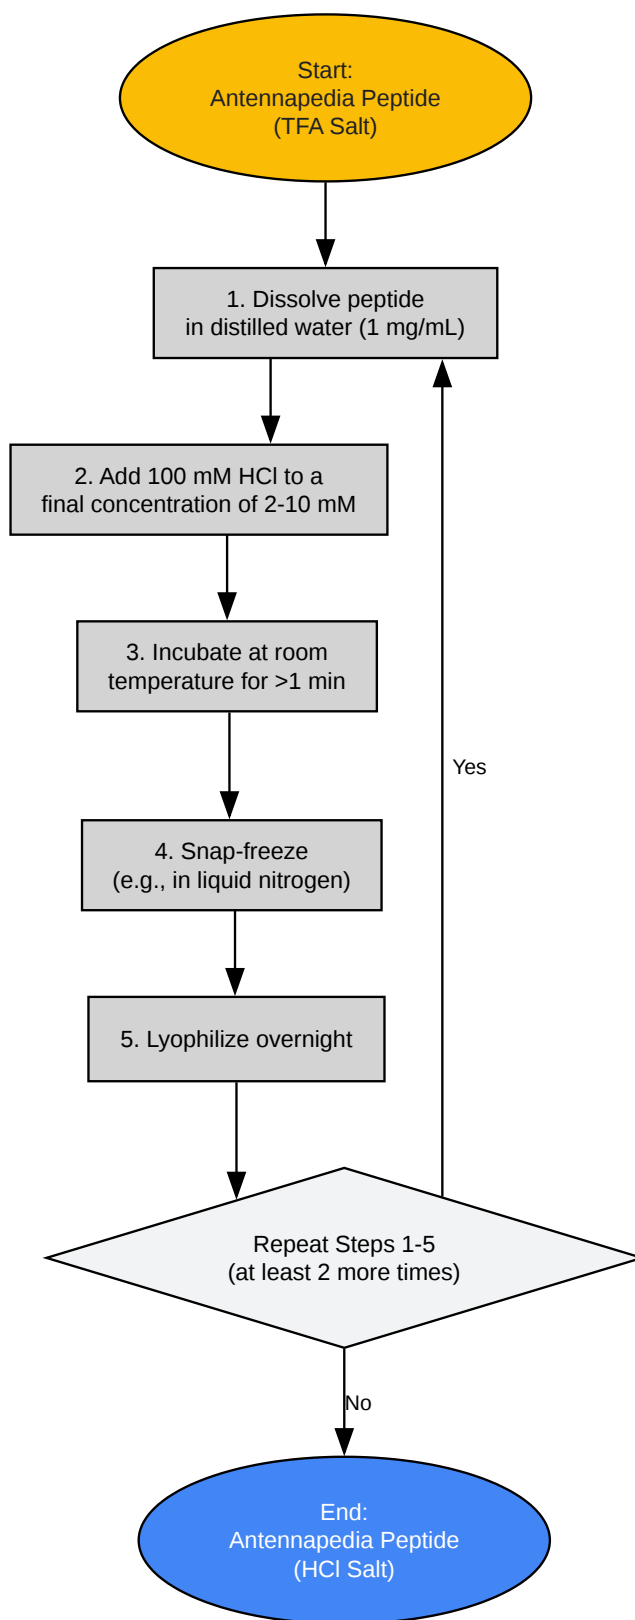 Start:
Antennapedia Peptide
(TFA Salt)
1. Dissolve peptide
in distilled water (1 mg/mL)
2. Add 100 mM HCl to a
final concentration of 2-10 mM
3. Incubate at room
temperature for >1 min
Yes
4. Snap-freeze
(e.g., in liquid nitrogen)
5. Lyophilize overnight
Repeat Steps 1-5
(at least 2 more times)
No
End:
Antennapedia Peptide
(HCl Salt)